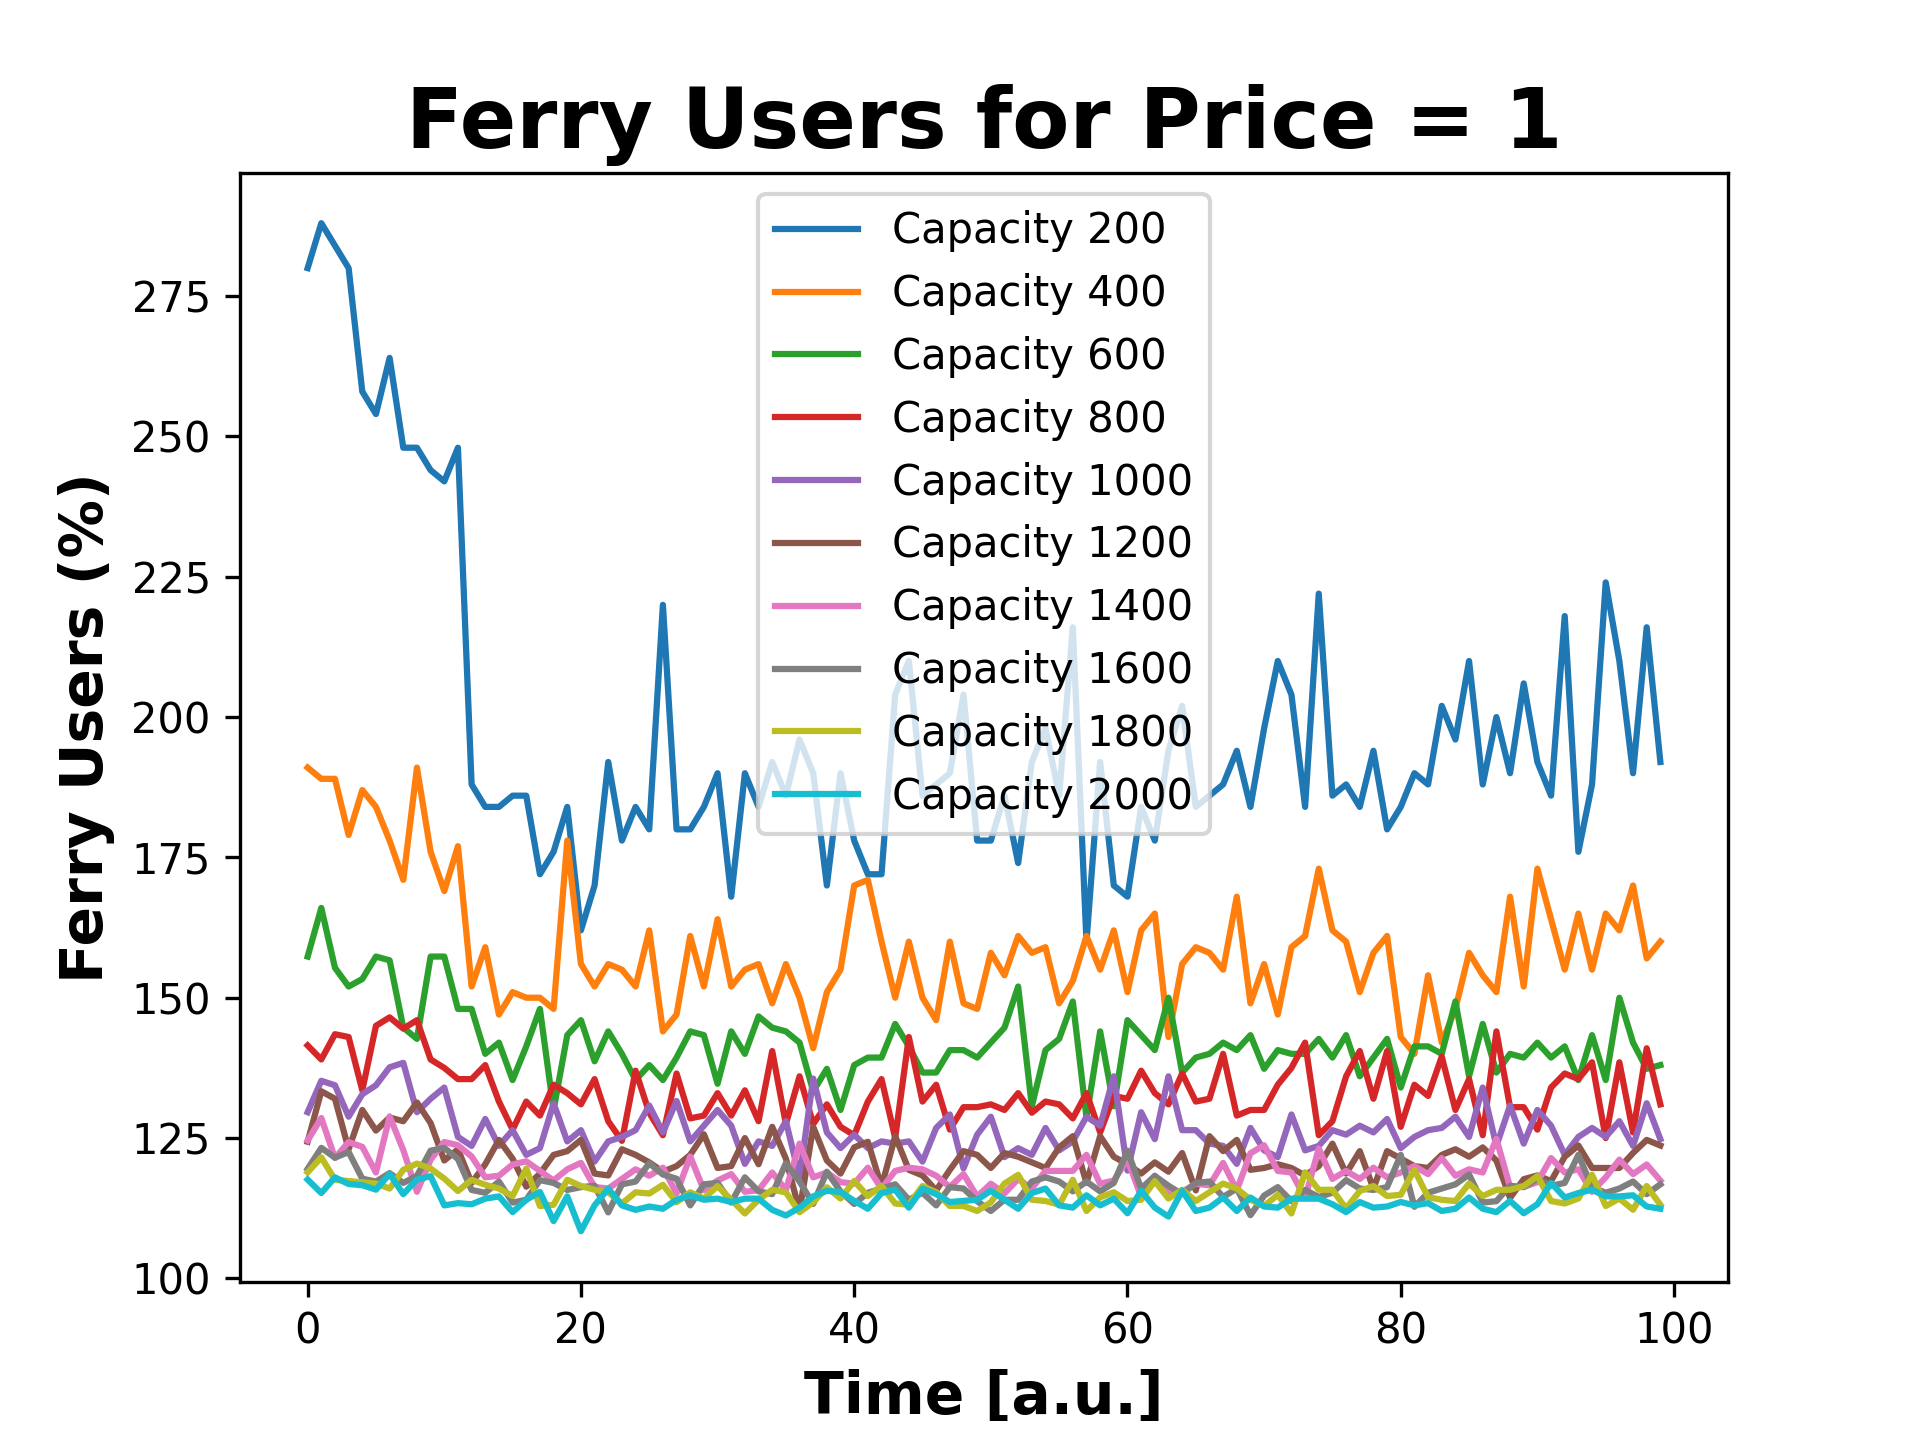 Ferry Users for Price = 1
Capacity 200
Capacity 400
Capacity 600
Capacity 800
Capacity 1000
Capacity 1200
Capacity 1400
Capacity 1600
Capacity 1800
Capacity 2000
Ferry Users (%)
275
250
225
200
175
150
125
100
0 20 40 60 80 100
Time [a.u.]